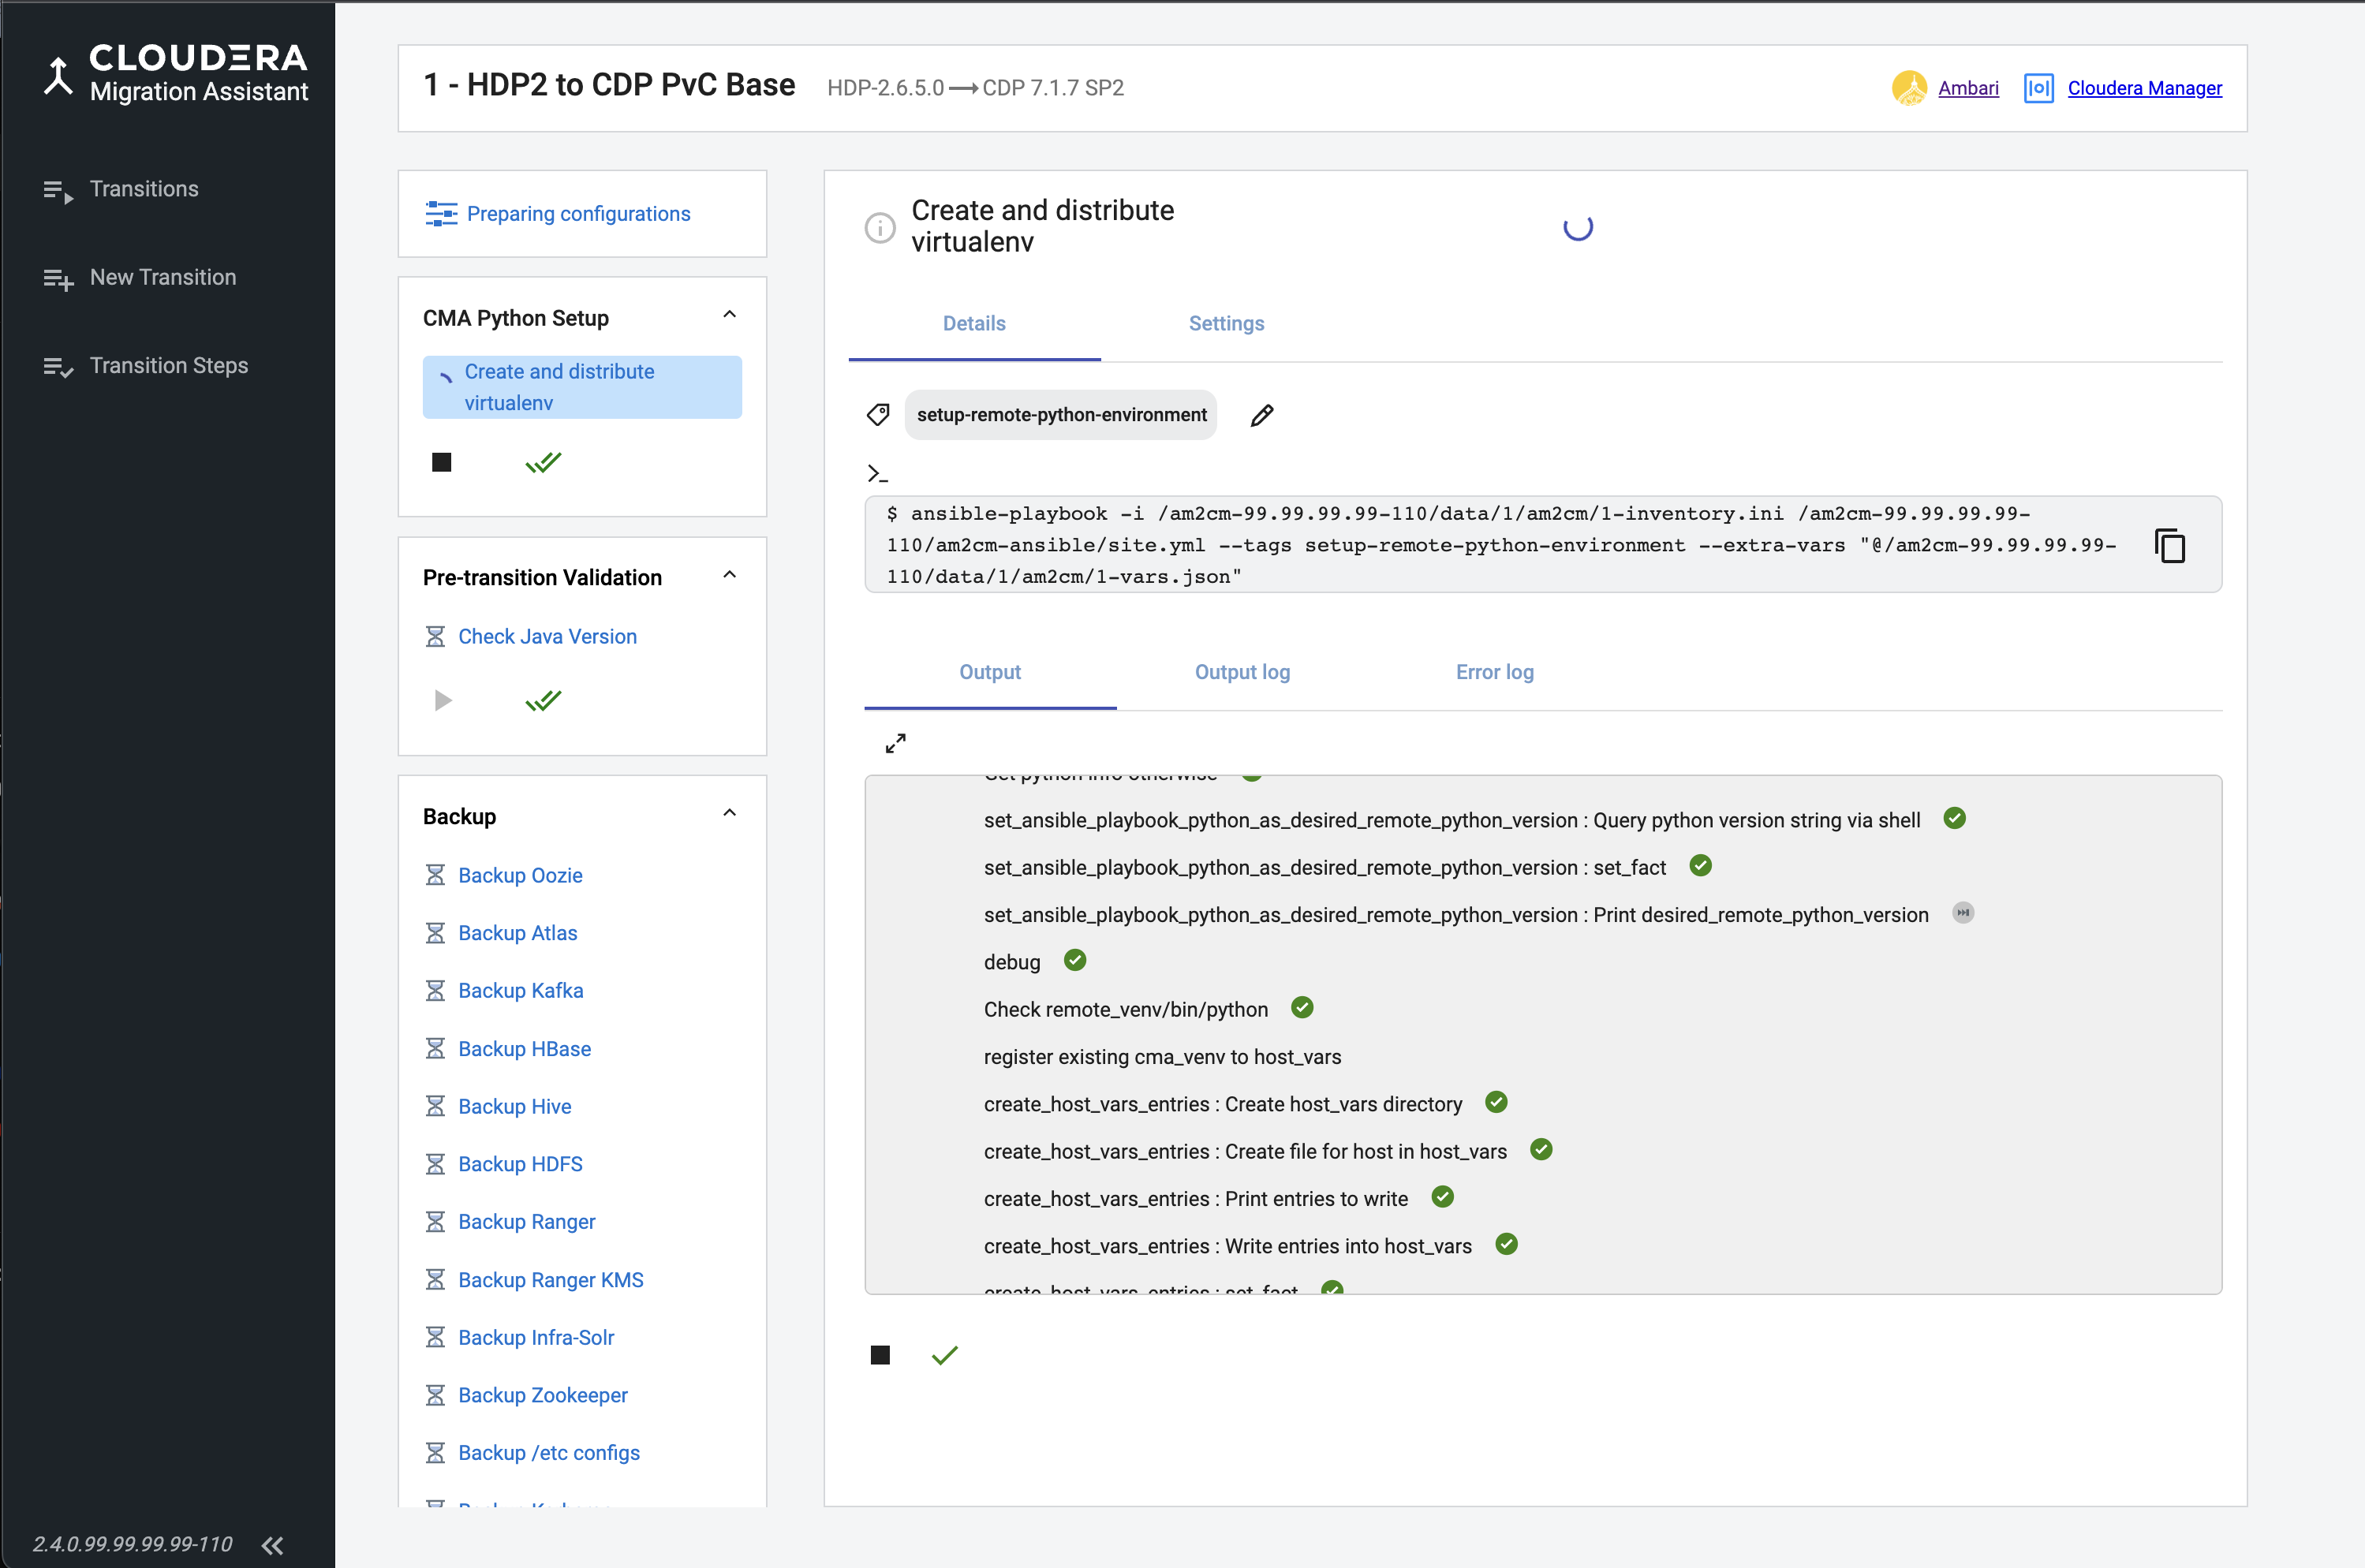 CLOUDERA
Migration Assistant
Transitions
New Transition
Transition Steps
2.4.0.99.99.99.99-110
1 - HDP2 to CDP PvC Base
HDP-2.6.5.0 → CDP 7.1.7 SP2
Ambari
Cloudera Manager
Preparing configurations
CMA Python Setup
Create and distribute
virtualenv
Pre-transition Validation
Check Java Version
Backup
Backup Oozie
Backup Atlas
Backup Kafka
Backup HBase
Backup Hive
Backup HDFS
Backup Ranger
Backup Ranger KMS
Backup Infra-Solr
Backup Zookeeper
Backup /etc configs
Create and distribute
virtualenv
Details
Settings
setup-remote-python-environment
>_
$ ansible-playbook -i /am2cm-99.99.99.99-110/data/1/am2cm/1-inventory.ini /am2cm-99.99.99.99-
110/am2cm-ansible/site.yml --tags setup-remote-python-environment --extra-vars "@/am2cm-99.99.99.99-
110/data/1/am2cm/1-vars.json"
Output
Output log
Error log
python info otherwise
set_ansible_playbook_python_as_desired_remote_python_version : Query python version string via shell
set_ansible_playbook_python_as_desired_remote_python_version : set_fact
set_ansible_playbook_python_as_desired_remote_python_version : Print desired_remote_python_version
debug
Check remote_venv/bin/python
register existing cma_venv to host_vars
create_host_vars_entries : Create host_vars directory
create_host_vars_entries : Create file for host in host_vars
create_host_vars_entries : Print entries to write
create_host_vars_entries : Write entries into host_vars
create_host_vars_entries : set_fact